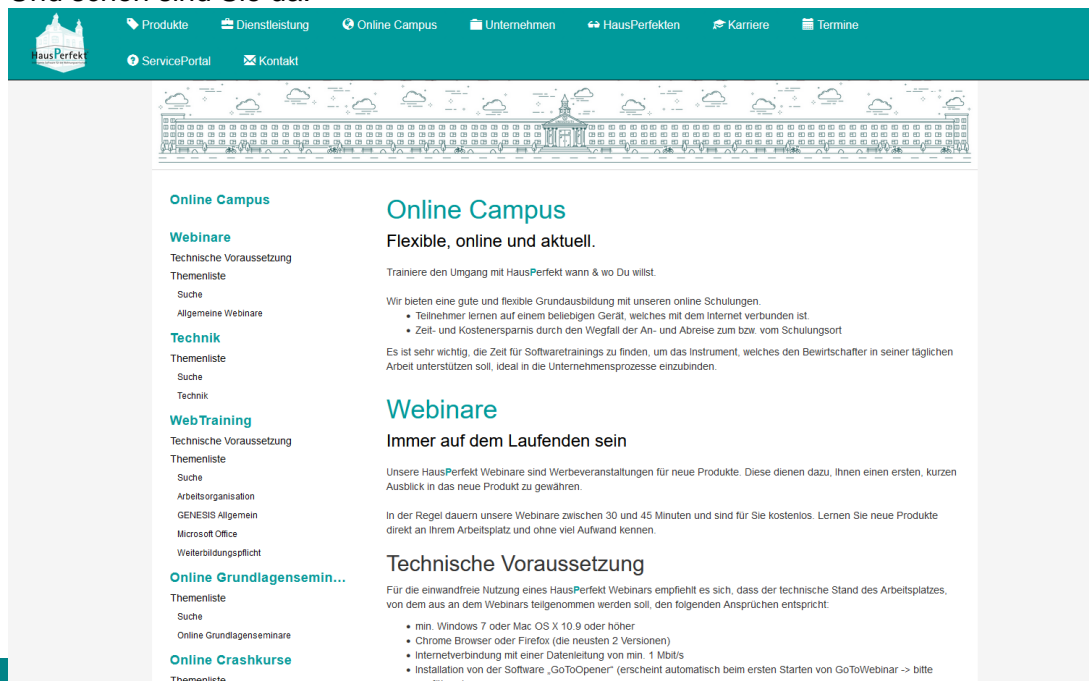 Und schon sind Sie da:
Produkte Dienstleistung Online Campus Unternehmen HausPerfekten Karriere Termine
HausPerfekt
ServicePortal Kontakt
Online Campus
Webinare
Technische Voraussetzung
Themenliste
Suche
Allgemeine Webinare
Technik
Themenliste
Suche
Technik
WebTraining
Technische Voraussetzung
Themenliste
Suche
Arbeitsorganisation
GENESIS Allgemein
Microsoft Office
Weiterbildungspflicht
Online Grundlagensemin...
Themenliste
Suche
Online Grundlagenseminare
Online Crashkurse
Themenliste
Online Campus
Flexible, online und aktuell.
Trainiere den Umgang mit HausPerfekt wann & wo Du willst.
Wir bieten eine gute und flexible Grundausbildung mit unseren online Schulungen.
• Teilnehmer lernen auf einem beliebigen Gerät, welches mit dem Internet verbunden ist.
• Zeit- und Kostenersparnis durch den Wegfall der An- und Abreise zum bzw. vom Schulungsort
Es ist sehr wichtig, die Zeit für Softwaretrainings zu finden, um das Instrument, welches den Bewirtschafter in seiner täglichen
Arbeit unterstützen soll, ideal in die Unternehmensprozesse einzubinden.
Webinare
Immer auf dem Laufenden sein
Unsere HausPerfekt Webinare sind Werbeveranstaltungen für neue Produkte. Diese dienen dazu, Ihnen einen ersten, kurzen
Ausblick in das neue Produkt zu gewähren.
In der Regel dauern unsere Webinare zwischen 30 und 45 Minuten und sind für Sie kostenlos. Lernen Sie neue Produkte
direkt an Ihrem Arbeitsplatz und ohne viel Aufwand kennen.
Technische Voraussetzung
Für die einwandfreie Nutzung eines HausPerfekt Webinars empfiehlt es sich, dass der technische Stand des Arbeitsplatzes,
von dem aus an dem Webinars teilgenommen werden soll, den folgenden Ansprüchen entspricht:
• min. Windows 7 oder Mac OS X 10.9 oder höher
• Chrome Browser oder Firefox (die neusten 2 Versionen)
• Internetverbindung mit einer Datenleitung von min. 1 Mbit/s
• Installation von der Software „GoToOpener“ (erscheint automatisch beim ersten Starten von GoToWebinar -> bitte